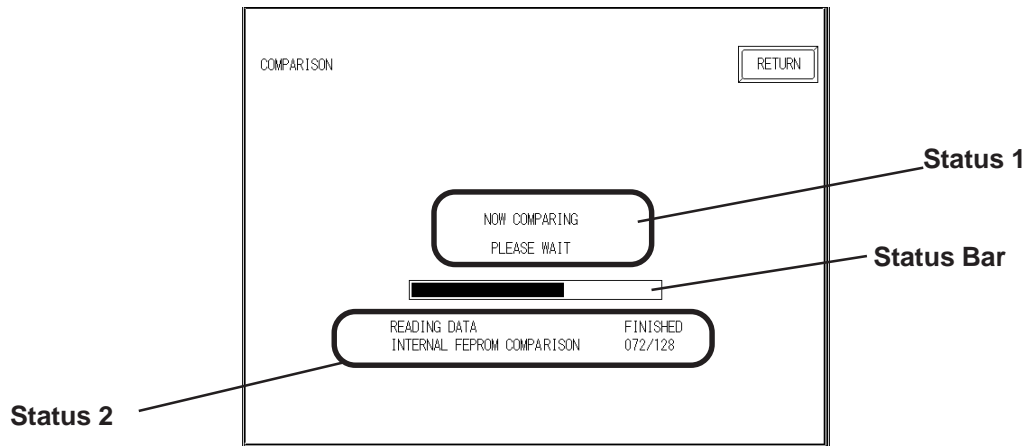 COMPARISON
RETURN
Status 1
NOW COMPARING
PLEASE WAIT
Status Bar
READING DATA FINISHED
INTERNAL FEPROM COMPARISON 072/128
Status 2